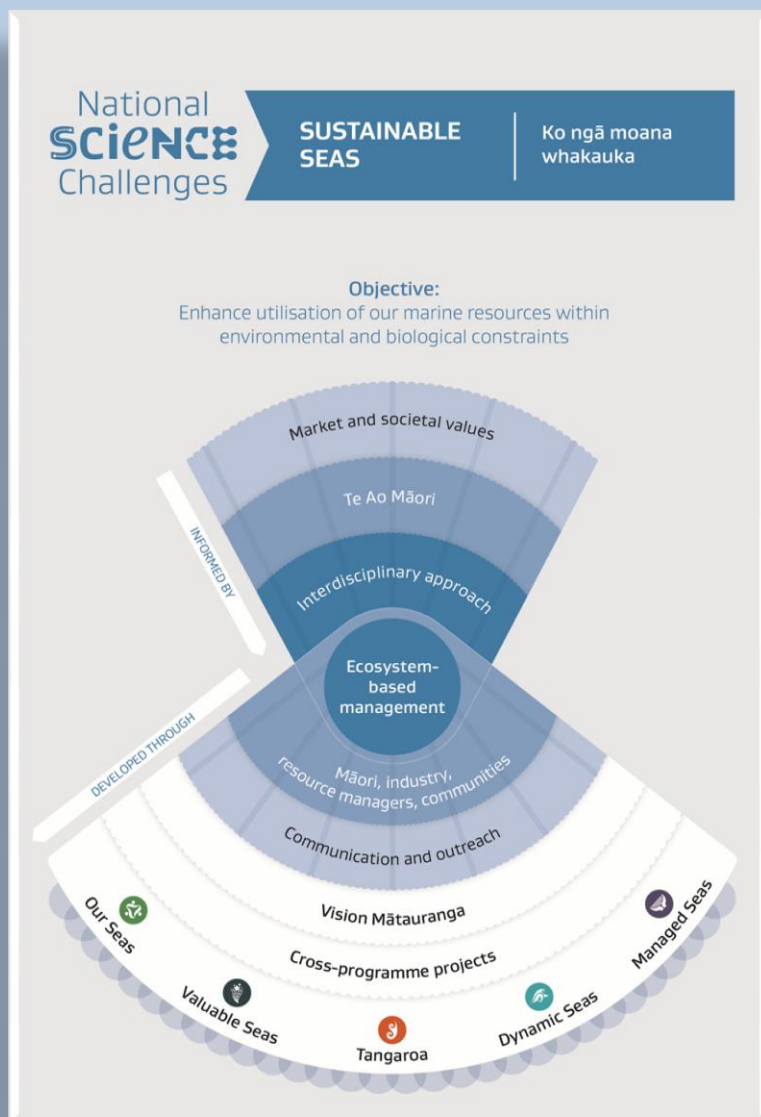 National
SCIENCE
Challenges
SUSTAINABLE
SEAS
Ko ngā moana
whakauka
Objective:
Enhance utilisation of our marine resources within
environmental and biological constraints
Market and societal values
Te Ao Māori
Interdisciplinary approach
INFORMED BY
Ecosystem-
based
management
DEVELOPED THROUGH
Māori, industry,
resource managers, communities
Communication and outreach
Vision Mātauranga
Cross-programme projects
Our Seas
Valuable Seas
Tangaroa
Dynamic Seas
Managed Seas